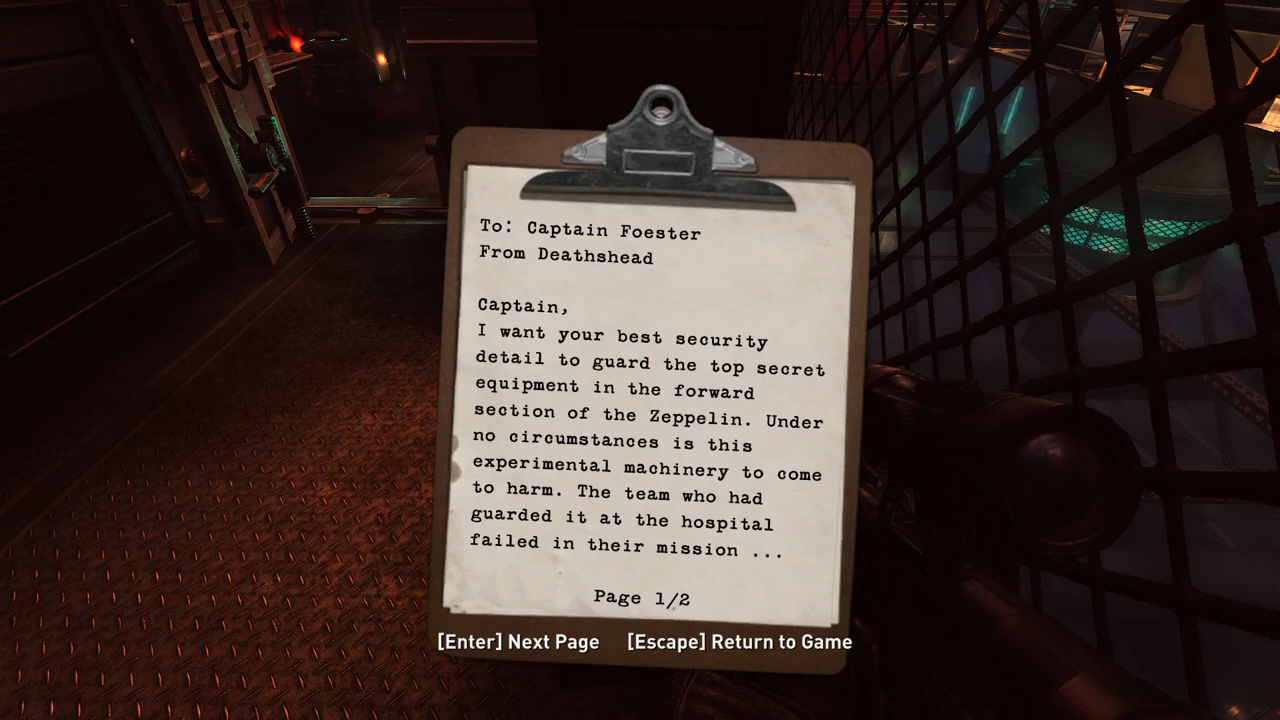 To: Captain Foester
From Deathshead
Captain,
I want your best security
detail to guard the top secret
equipment in the forward
section of the Zeppelin. Under
no circumstances is this
experimental machinery to come
to harm. The team who had
guarded it at the hospital
failed in their mission ...
Page 1/2
[Enter] Next Page [Escape] Return to Game